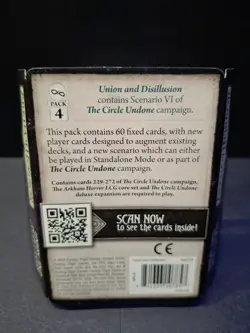 PACK
4
Union and Disillusion
contains Scenario VI of
The Circle Undone campaign.
This pack contains 60 fixed cards, with new
player cards designed to augment existing
decks, and a new scenario which can either
be played in Standalone Mode or as part of
The Circle Undone campaign.
Contains cards 229-272 of The Circle Undone campaign.
The Arkham Horror LCG core set and The Circle Undone
deluxe expansion are required to play.
SCAN NOW
to see the cards inside!
CE